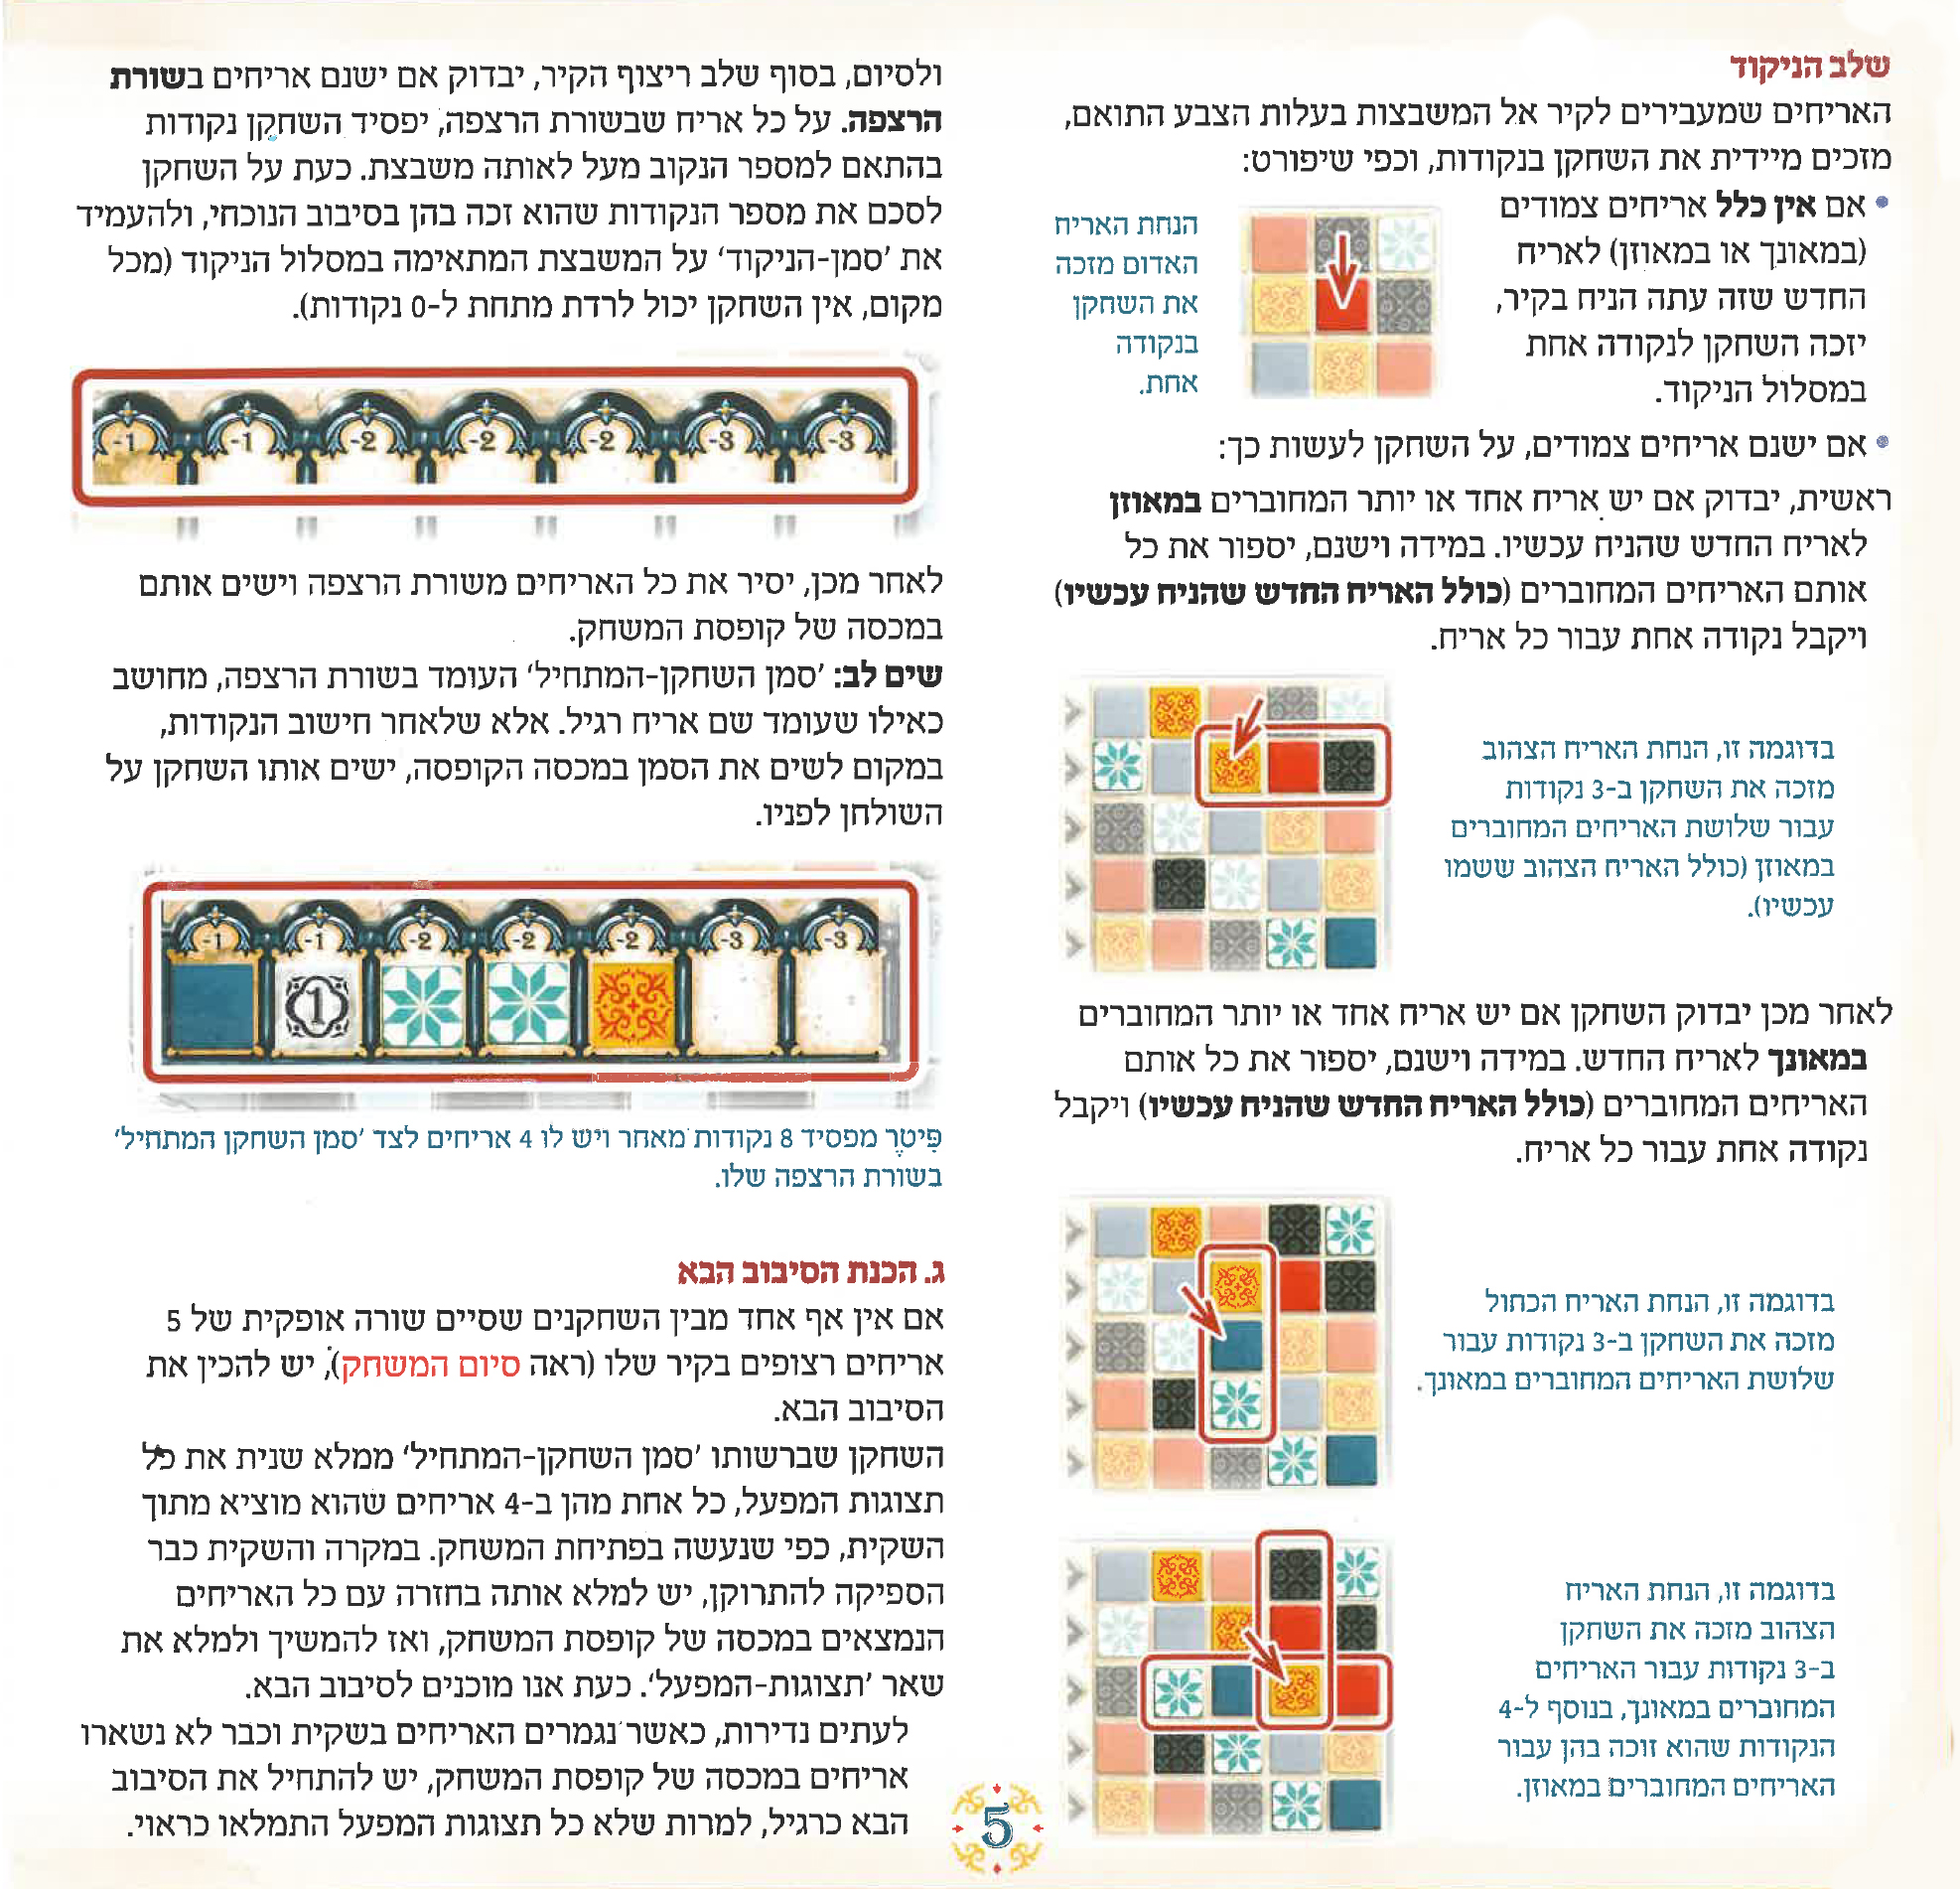 שלב הניקוד
האריחים שמעבירים לקיר אל המשבצות בעלות הצבע התואם,
מזכים מיידית את השחקן בנקודות, וכפי שיפורט:
• אם אין כלל אריחים צמודים
(במאונך או במאוזן) לאריח
החדש שזה עתה הניח בקיר,
יזכה השחקן לנקודה אחת
במסלול הניקוד.
הנחת האריח
האדום מזכה
את השחקן
בנקודה
אחת.
• אם ישנם אריחים צמודים, על השחקן לעשות כך:
ראשית, יבדוק אם יש אריח אחד או יותר המחוברים במאוזן
לאריח החדש שהניח עכשיו. במידה וישנם, יספור את כל
אותם האריחים המחוברים (כולל האריח החדש שהניח עכשיו)
ויקבל נקודה אחת עבור כל אריח.
בדוגמה זו, הנחת האריח הצהוב
מזכה את השחקן ב-3 נקודות
עבור שלושת האריחים המחוברים
במאוזן (כולל האריח הצהוב ששמו
עכשיו).
לאחר מכן יבדוק השחקן אם יש אריח אחד או יותר המחוברים
במאונך לאריח החדש. במידה וישנם, יספור את כל אותם
האריחים המחוברים (כולל האריח החדש שהניח עכשיו) ויקבל
נקודה אחת עבור כל אריח.
בדוגמה זו, הנחת האריח הכחול
מזכה את השחקן ב-3 נקודות עבור
שלושת האריחים המחוברים במאונך.
בדוגמה זו, הנחת האריח
הצהוב מזכה את השחקן
ב-3 נקודות עבור האריחים
המחוברים במאונך, בנוסף ל-4
הנקודות שהוא זוכה בהן עבור
האריחים המחוברים במאוזן.
ולסיום, בסוף שלב ריצוף הקיר, יבדוק אם ישנם אריחים בשורת
הרצפה. על כל אריח שבשורת הרצפה, יפסיד השחקן נקודות
בהתאם למספר הנקוב מעל לאותה משבצת. כעת על השחקן
לסכם את מספר הנקודות שהוא זכה בהן בסיבוב הנוכחי, ולהעמיד
את 'סמן-הניקוד' על המשבצת המתאימה במסלול הניקוד (מכל
מקום, אין השחקן יכול לרדת מתחת ל-0 נקודות).
-1 -1 -2 -2 -2 -3 -3
לאחר מכן, יסיר את כל האריחים משורת הרצפה וישים אותם
במכסה של קופסת המשחק.
שים לב: 'סמן השחקן-המתחיל' העומד בשורת הרצפה, מחושב
כאילו שעומד שם אריח רגיל. אלא שלאחר חישוב הנקודות,
במקום לשים את הסמן במכסה הקופסה, ישים אותו השחקן על
השולחן לפניו.
-1 -1 -2 -2 -2 -3 -3
1
פִּיטֶר מפסיד 8 נקודות מאחר ויש לו 4 אריחים לצד 'סמן השחקן המתחיל'
בשורת הרצפה שלו.
ג. הכנת הסיבוב הבא
אם אין אף אחד מבין השחקנים שסיים שורה אופקית של 5
אריחים רצופים בקיר שלו (ראה סיום המשחק), יש להכין את
הסיבוב הבא.
השחקן שברשותו 'סמן השחקן-המתחיל' ממלא שנית את כל
תצוגות המפעל, כל אחת מהן ב-4 אריחים שהוא מוציא מתוך
השקית, כפי שנעשה בפתיחת המשחק. במקרה והשקית כבר
הספיקה להתרוקן, יש למלא אותה בחזרה עם כל האריחים
הנמצאים במכסה של קופסת המשחק, ואז להמשיך ולמלא את
שאר 'תצוגות-המפעל'. כעת אנו מוכנים לסיבוב הבא.
לעתים נדירות, כאשר נגמרים האריחים בשקית וכבר לא נשארו
אריחים במכסה של קופסת המשחק, יש להתחיל את הסיבוב
הבא כרגיל, למרות שלא כל תצוגות המפעל התמלאו כראוי.
5